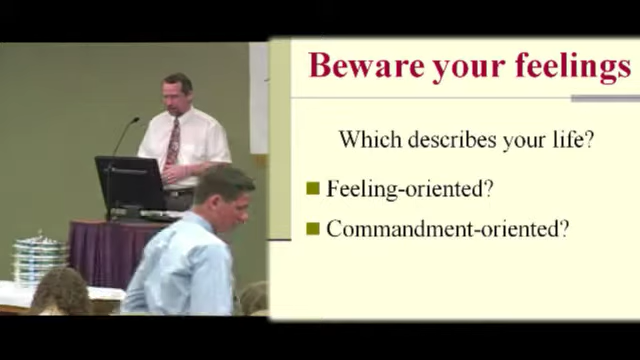 Beware your feelings
Which describes your life?
Feeling-oriented?
Commandment-oriented?